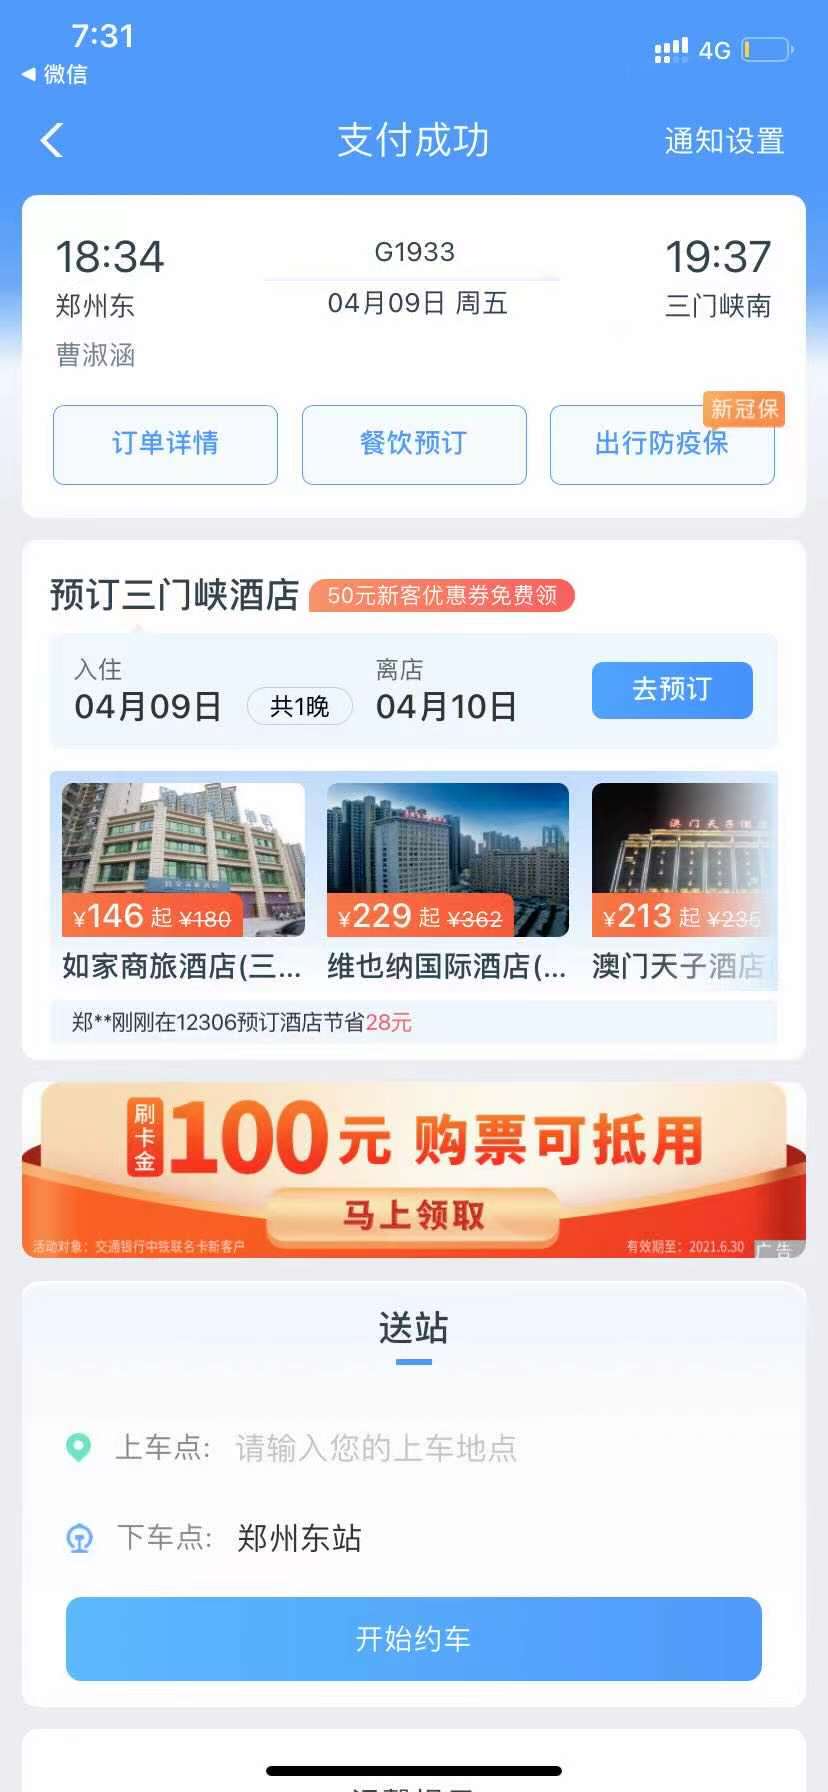 7:31
4G
微信
支付成功
通知设置
18:34
G1933
19:37
郑州东
04月09日 周五
三门峡南
曹淑涵
新冠保
订单详情
餐饮预订
出行防疫保
预订三门峡酒店
50元新客优惠券免费领
入住
离店
04月09日
共1晚
04月10日
去预订
澳门天子
¥146 起 ¥180
¥229 起 ¥362
¥213 起 ¥235
如家商旅酒店(三...
维也纳国际酒店(...
澳门天子酒店
郑**刚刚在12306预订酒店节省28元
刷卡金100元 购票可抵用
马上领取
活动对象：交通银行中铁联名卡新客户
有效期至：2021.6.30
广告
送站
上车点:
请输入您的上车地点
下车点:
郑州东站
开始约车